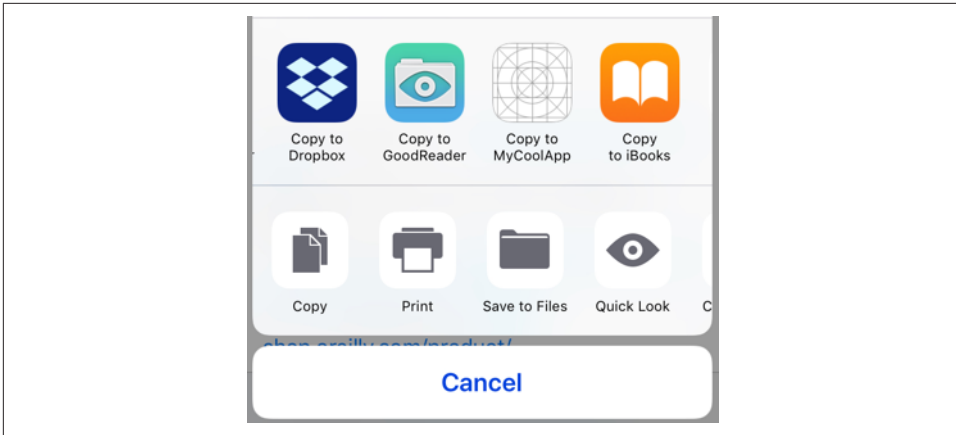 Copy to
Dropbox
Copy to
GoodReader
Copy to
MyCoolApp
Copy
to iBooks
Copy
Print
Save to Files
Quick Look
C
Cancel